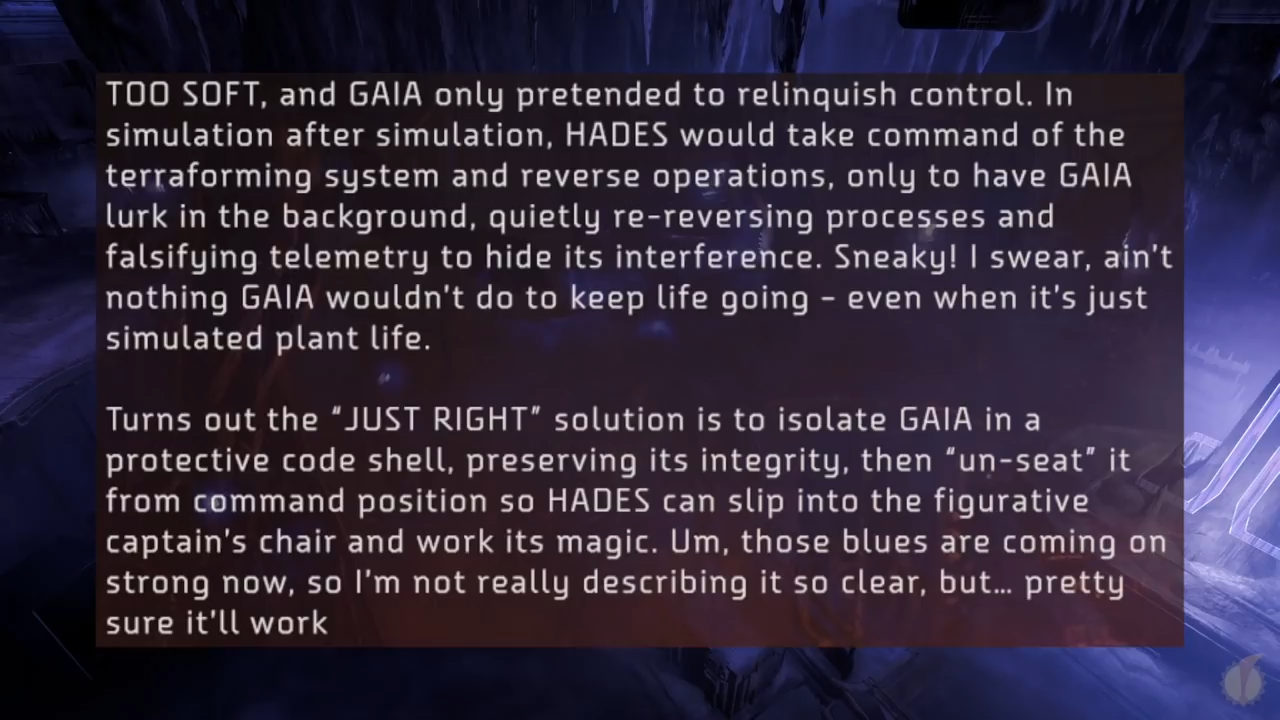 TOO SOFT, and GAIA only pretended to relinquish control. In
simulation after simulation, HADES would take command of the
terraforming system and reverse operations, only to have GAIA
lurk in the background, quietly re-reversing processes and
falsifying telemetry to hide its interference. Sneaky! I swear, ain't
nothing GAIA wouldn't do to keep life going – even when it's just
simulated plant life.
Turns out the “JUST RIGHT” solution is to isolate GAIA in a
protective code shell, preserving its integrity, then “un-seat” it
from command position so HADES can slip into the figurative
captain's chair and work its magic. Um, those blues are coming on
strong now, so I'm not really describing it so clear, but... pretty
sure it'll work